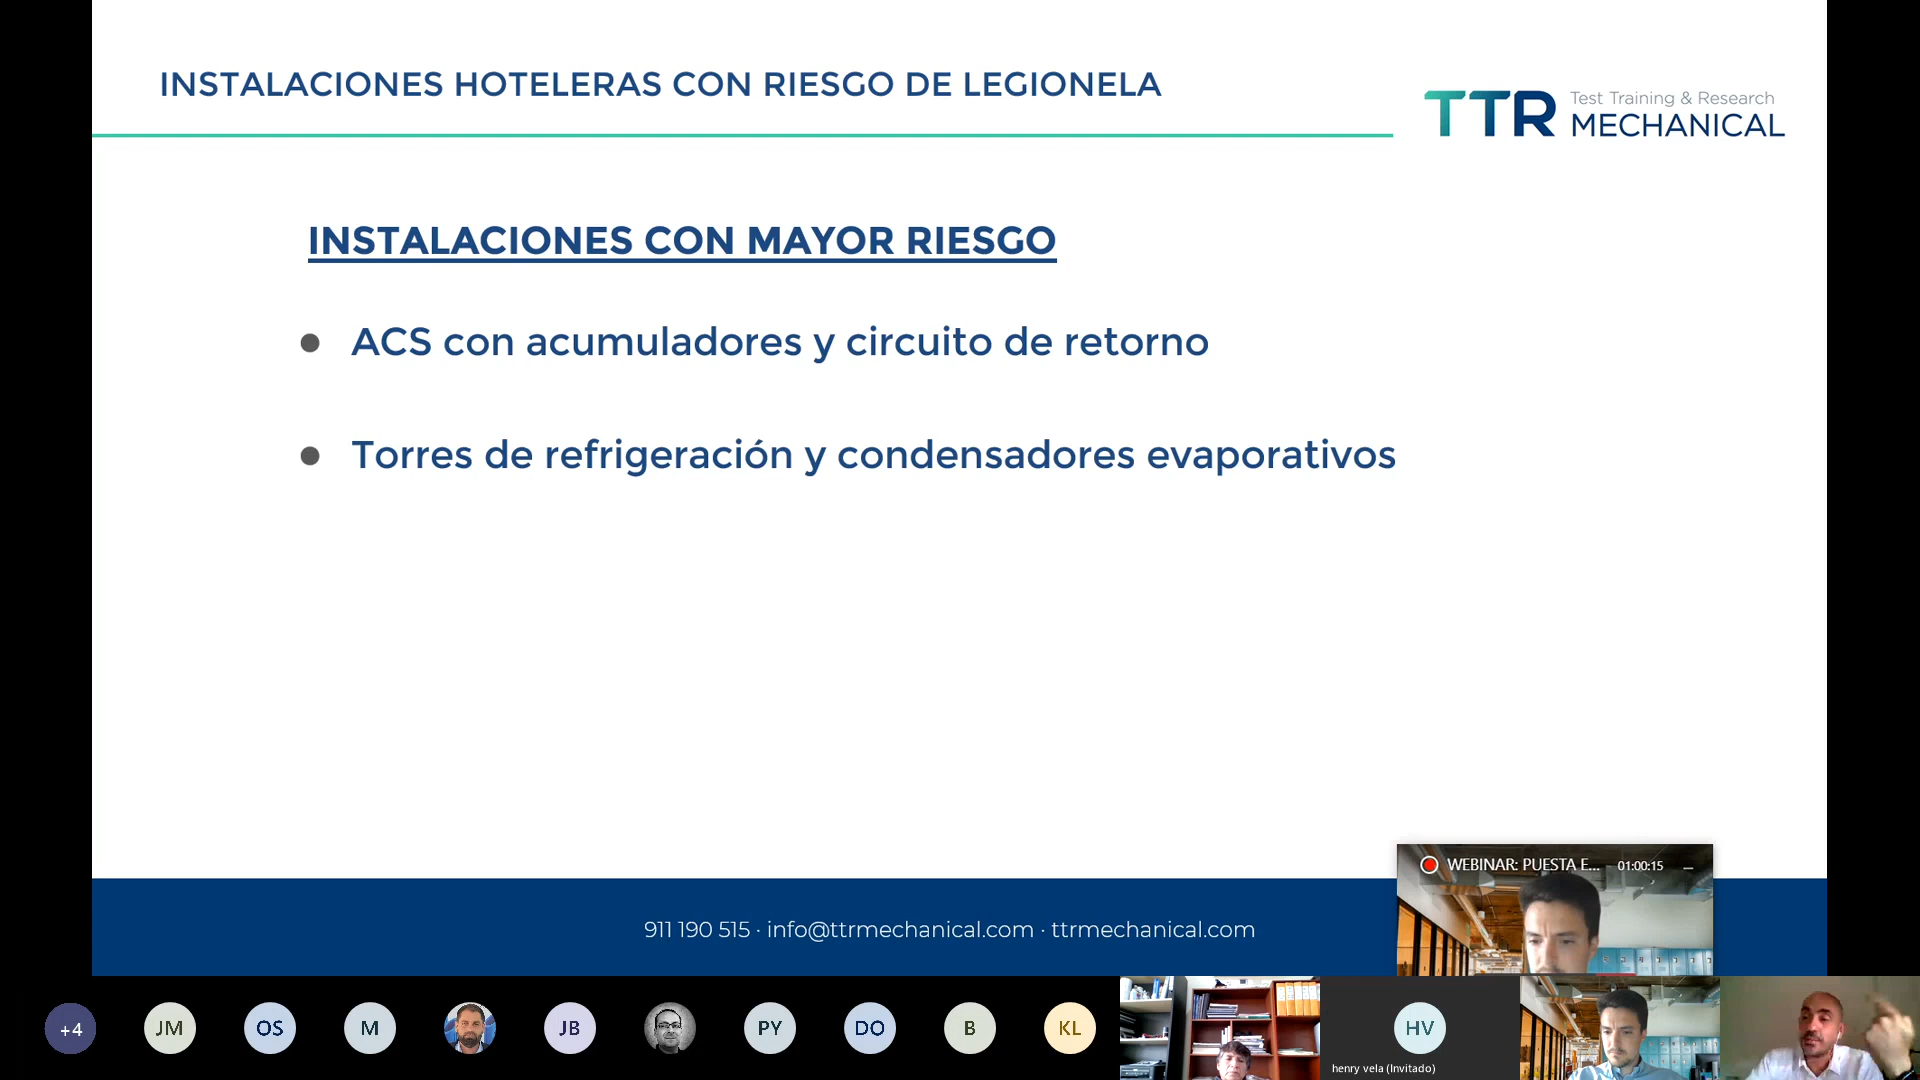 INSTALACIONES HOTELERAS CON RIESGO DE LEGIONELA
TTR Test Training & Research
MECHANICAL
INSTALACIONES CON MAYOR RIESGO
● ACS con acumuladores y circuito de retorno
● Torres de refrigeración y condensadores evaporativos
WEBINAR: PUESTA E... 01:00:15
911 190 515 · info@ttrmechanical.com · ttrmechanical.com
+4 JM OS M JB PY DO B KL HV
henry vela (Invitado)